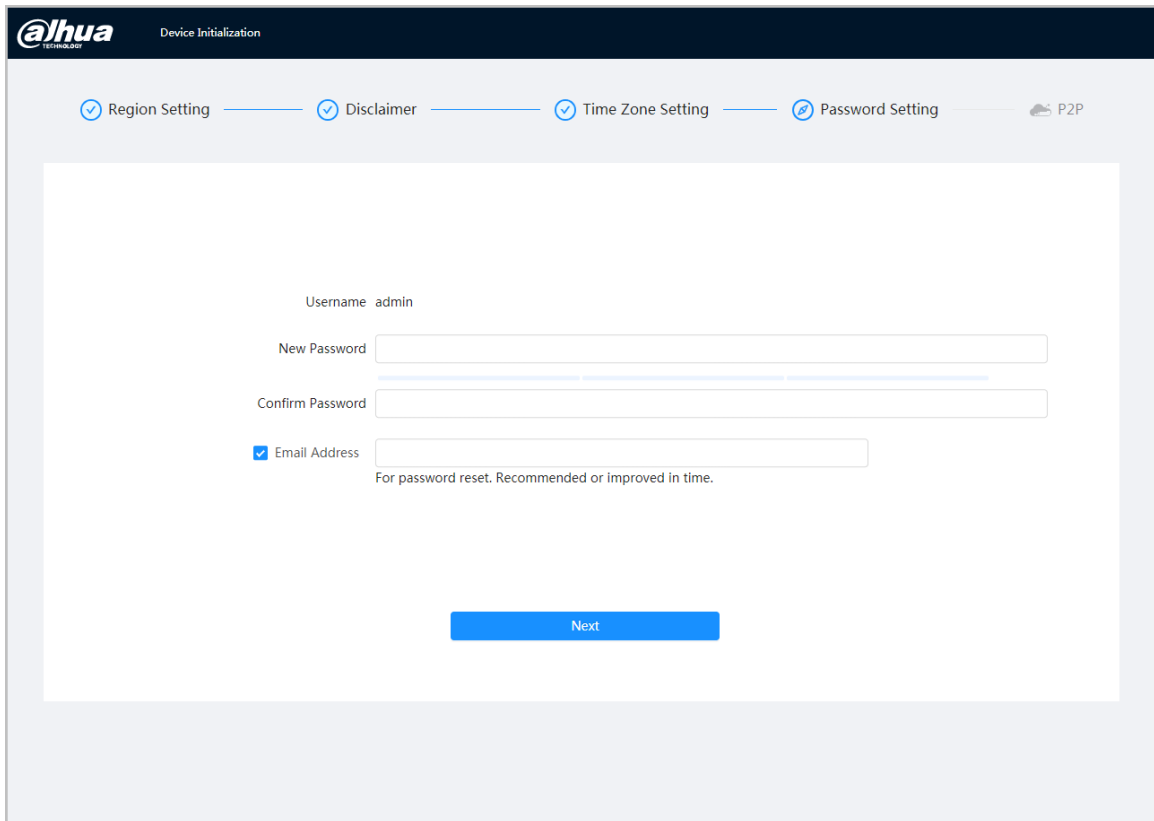 alhua
TECHNOLOGY
Device Initialization
Region Setting
Disclaimer
Time Zone Setting
Password Setting
P2P
Username admin
New Password
Confirm Password
Email Address
For password reset. Recommended or improved in time.
Next